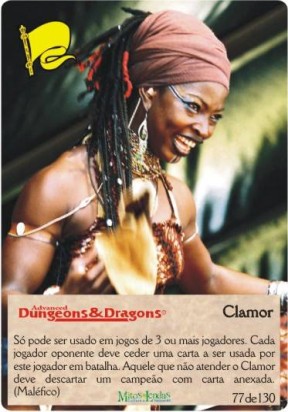 Advanced
Dungeons & Dragons®
Clamor
Só pode ser usado em jogos de 3 ou mais jogadores. Cada
jogador oponente deve ceder uma carta a ser usada por
este jogador em batalha. Aquele que não atender o Clamor
deve descartar um campeão com carta anexada.
(Maléfico)
Mitos & Lendas
77 de 130